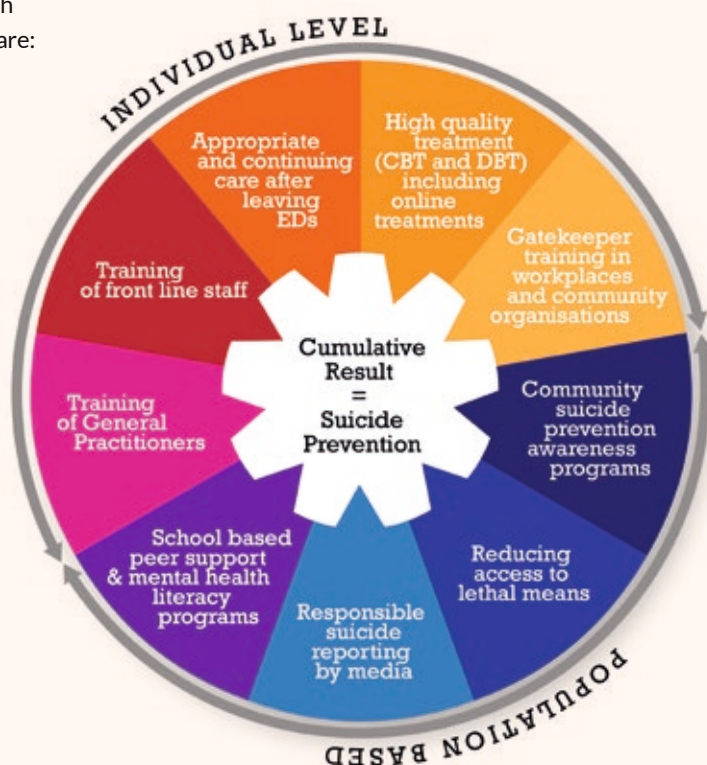 h
are:
INDIVIDUAL LEVEL
Appropriate
and continuing
care after
leaving
EDs
High quality
treatment
(CBT and DBT)
including
online
treatments
Gatekeeper
training in
workplaces
and community
organisations
Community
suicide
prevention
awareness
programs
Reducing
access to
lethal means
Responsible
suicide
reporting
by media
School based
peer support
& mental health
literacy
programs
Training
of General
Practitioners
Training
of front line staff
Cumulative
Result
=
Suicide
Prevention
POPULATION BASED